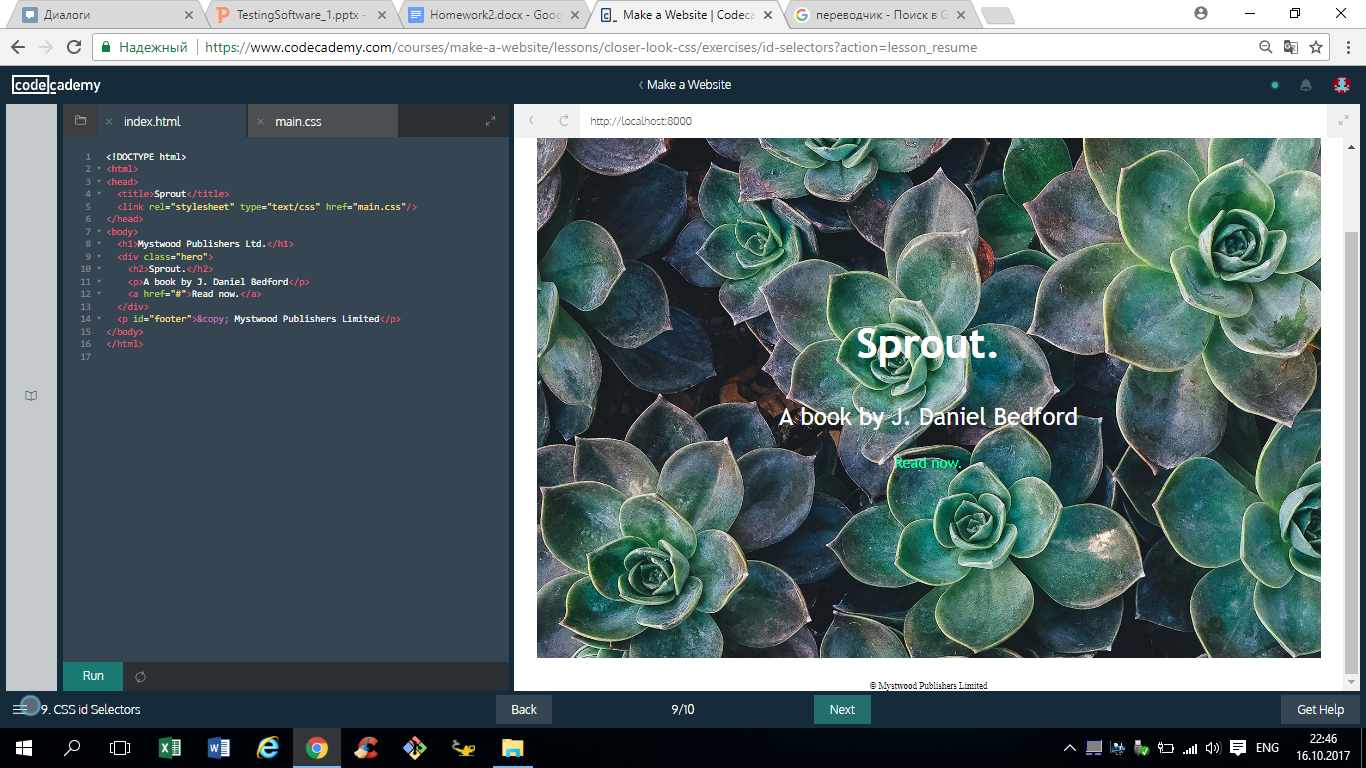 Диалоги
TestingSoftware_1.pptx -
Homework2.docx - Goog
Make a Website | Codeca
переводчик - Поиск в G
Надежный
https://www.codecademy.com/courses/make-a-website/lessons/closer-look-css/exercises/id-selectors?action=lesson_resume
codecademy
Make a Website
index.html
main.css
http://localhost:8000
1 <!DOCTYPE html>
2 <html>
3 <head>
4 <title>Sprout</title>
5 <link rel="stylesheet" type="text/css" href="main.css"/>
6 </head>
7 <body>
8 <h1>Mystwood Publishers Ltd.</h1>
9 <div class="hero">
10 <h2>Sprout.</h2>
11 <p>A book by J. Daniel Bedford</p>
12 <a href="#">Read now.</a>
13 </div>
14 <p id="footer">&copy; Mystwood Publishers Limited</p>
15 </body>
16 </html>
17
Sprout.
A book by J. Daniel Bedford
Read now.
© Mystwood Publishers Limited
Run
9. CSS id Selectors
Back
9/10
Next
Get Help
ENG
22:46
16.10.2017